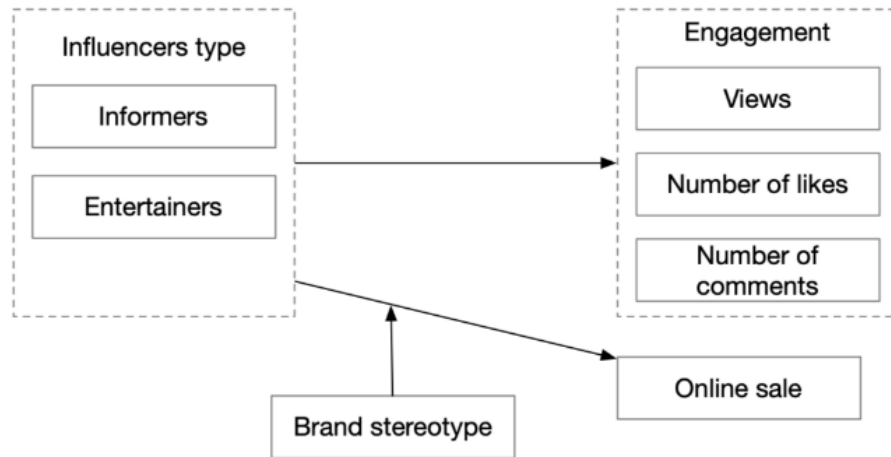 Influencers type
Informers
Entertainers
Engagement
Views
Number of likes
Number of
comments
Online sale
Brand stereotype